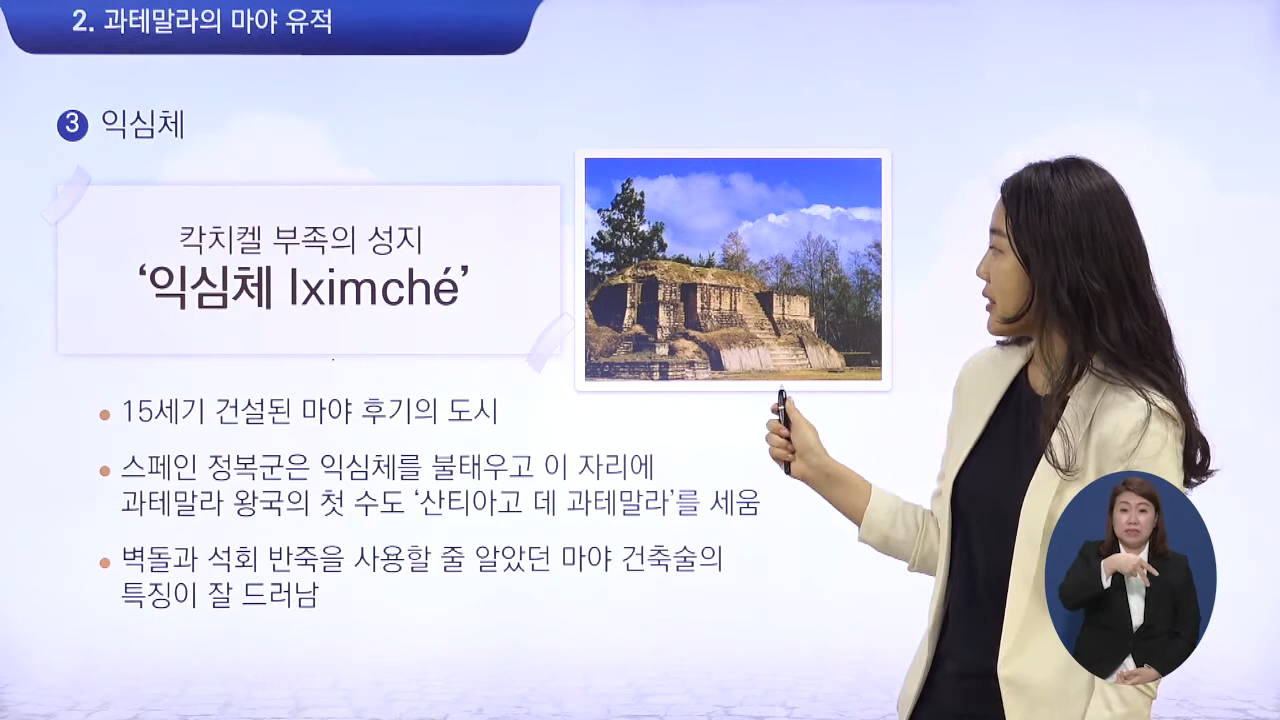 2. 과테말라의 마야 유적
3 익심체
칵치켈 부족의 성지
‘익심체 Iximché’
15세기 건설된 마야 후기의 도시
스페인 정복군은 익심체를 불태우고 이 자리에
과테말라 왕국의 첫 수도 ‘산티아고 데 과테말라’를 세움
벽돌과 석회 반죽을 사용할 줄 알았던 마야 건축술의
특징이 잘 드러남